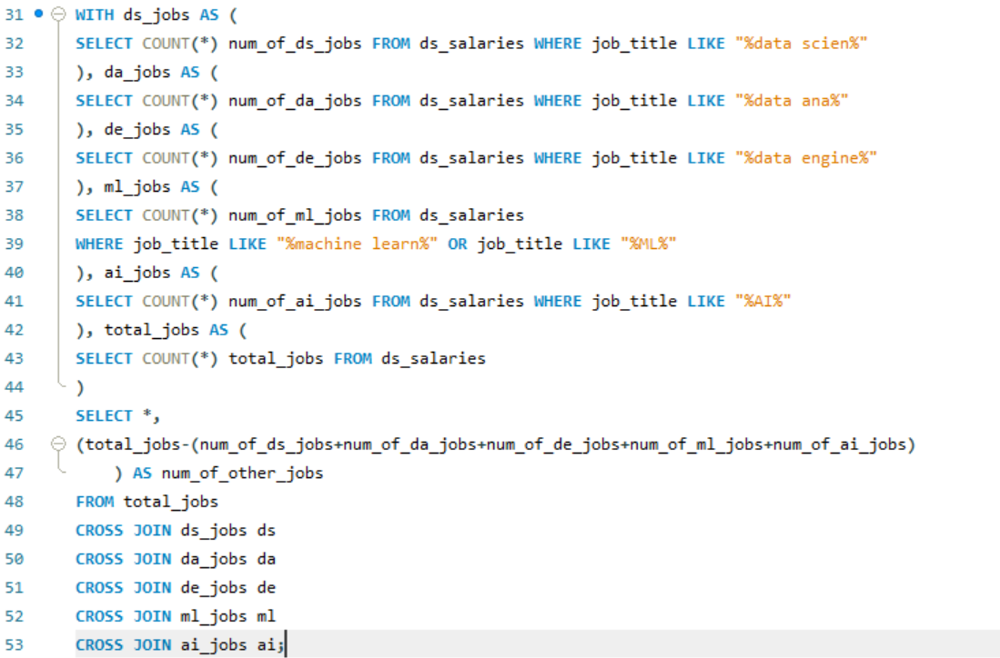 31 WITH ds_jobs AS (
32 SELECT COUNT(*) num_of_ds_jobs FROM ds_salaries WHERE job_title LIKE "%data scien%"
33 ), da_jobs AS (
34 SELECT COUNT(*) num_of_da_jobs FROM ds_salaries WHERE job_title LIKE "%data ana%"
35 ), de_jobs AS (
36 SELECT COUNT(*) num_of_de_jobs FROM ds_salaries WHERE job_title LIKE "%data engine%"
37 ), ml_jobs AS (
38 SELECT COUNT(*) num_of_ml_jobs FROM ds_salaries
39 WHERE job_title LIKE "%machine learn%" OR job_title LIKE "%ML%"
40 ), ai_jobs AS (
41 SELECT COUNT(*) num_of_ai_jobs FROM ds_salaries WHERE job_title LIKE "%AI%"
42 ), total_jobs AS (
43 SELECT COUNT(*) total_jobs FROM ds_salaries
44 )
45 SELECT *,
46 (total_jobs-(num_of_ds_jobs+num_of_da_jobs+num_of_de_jobs+num_of_ml_jobs+num_of_ai_jobs)
47 ) AS num_of_other_jobs
48 FROM total_jobs
49 CROSS JOIN ds_jobs ds
50 CROSS JOIN da_jobs da
51 CROSS JOIN de_jobs de
52 CROSS JOIN ml_jobs ml
53 CROSS JOIN ai_jobs ai;